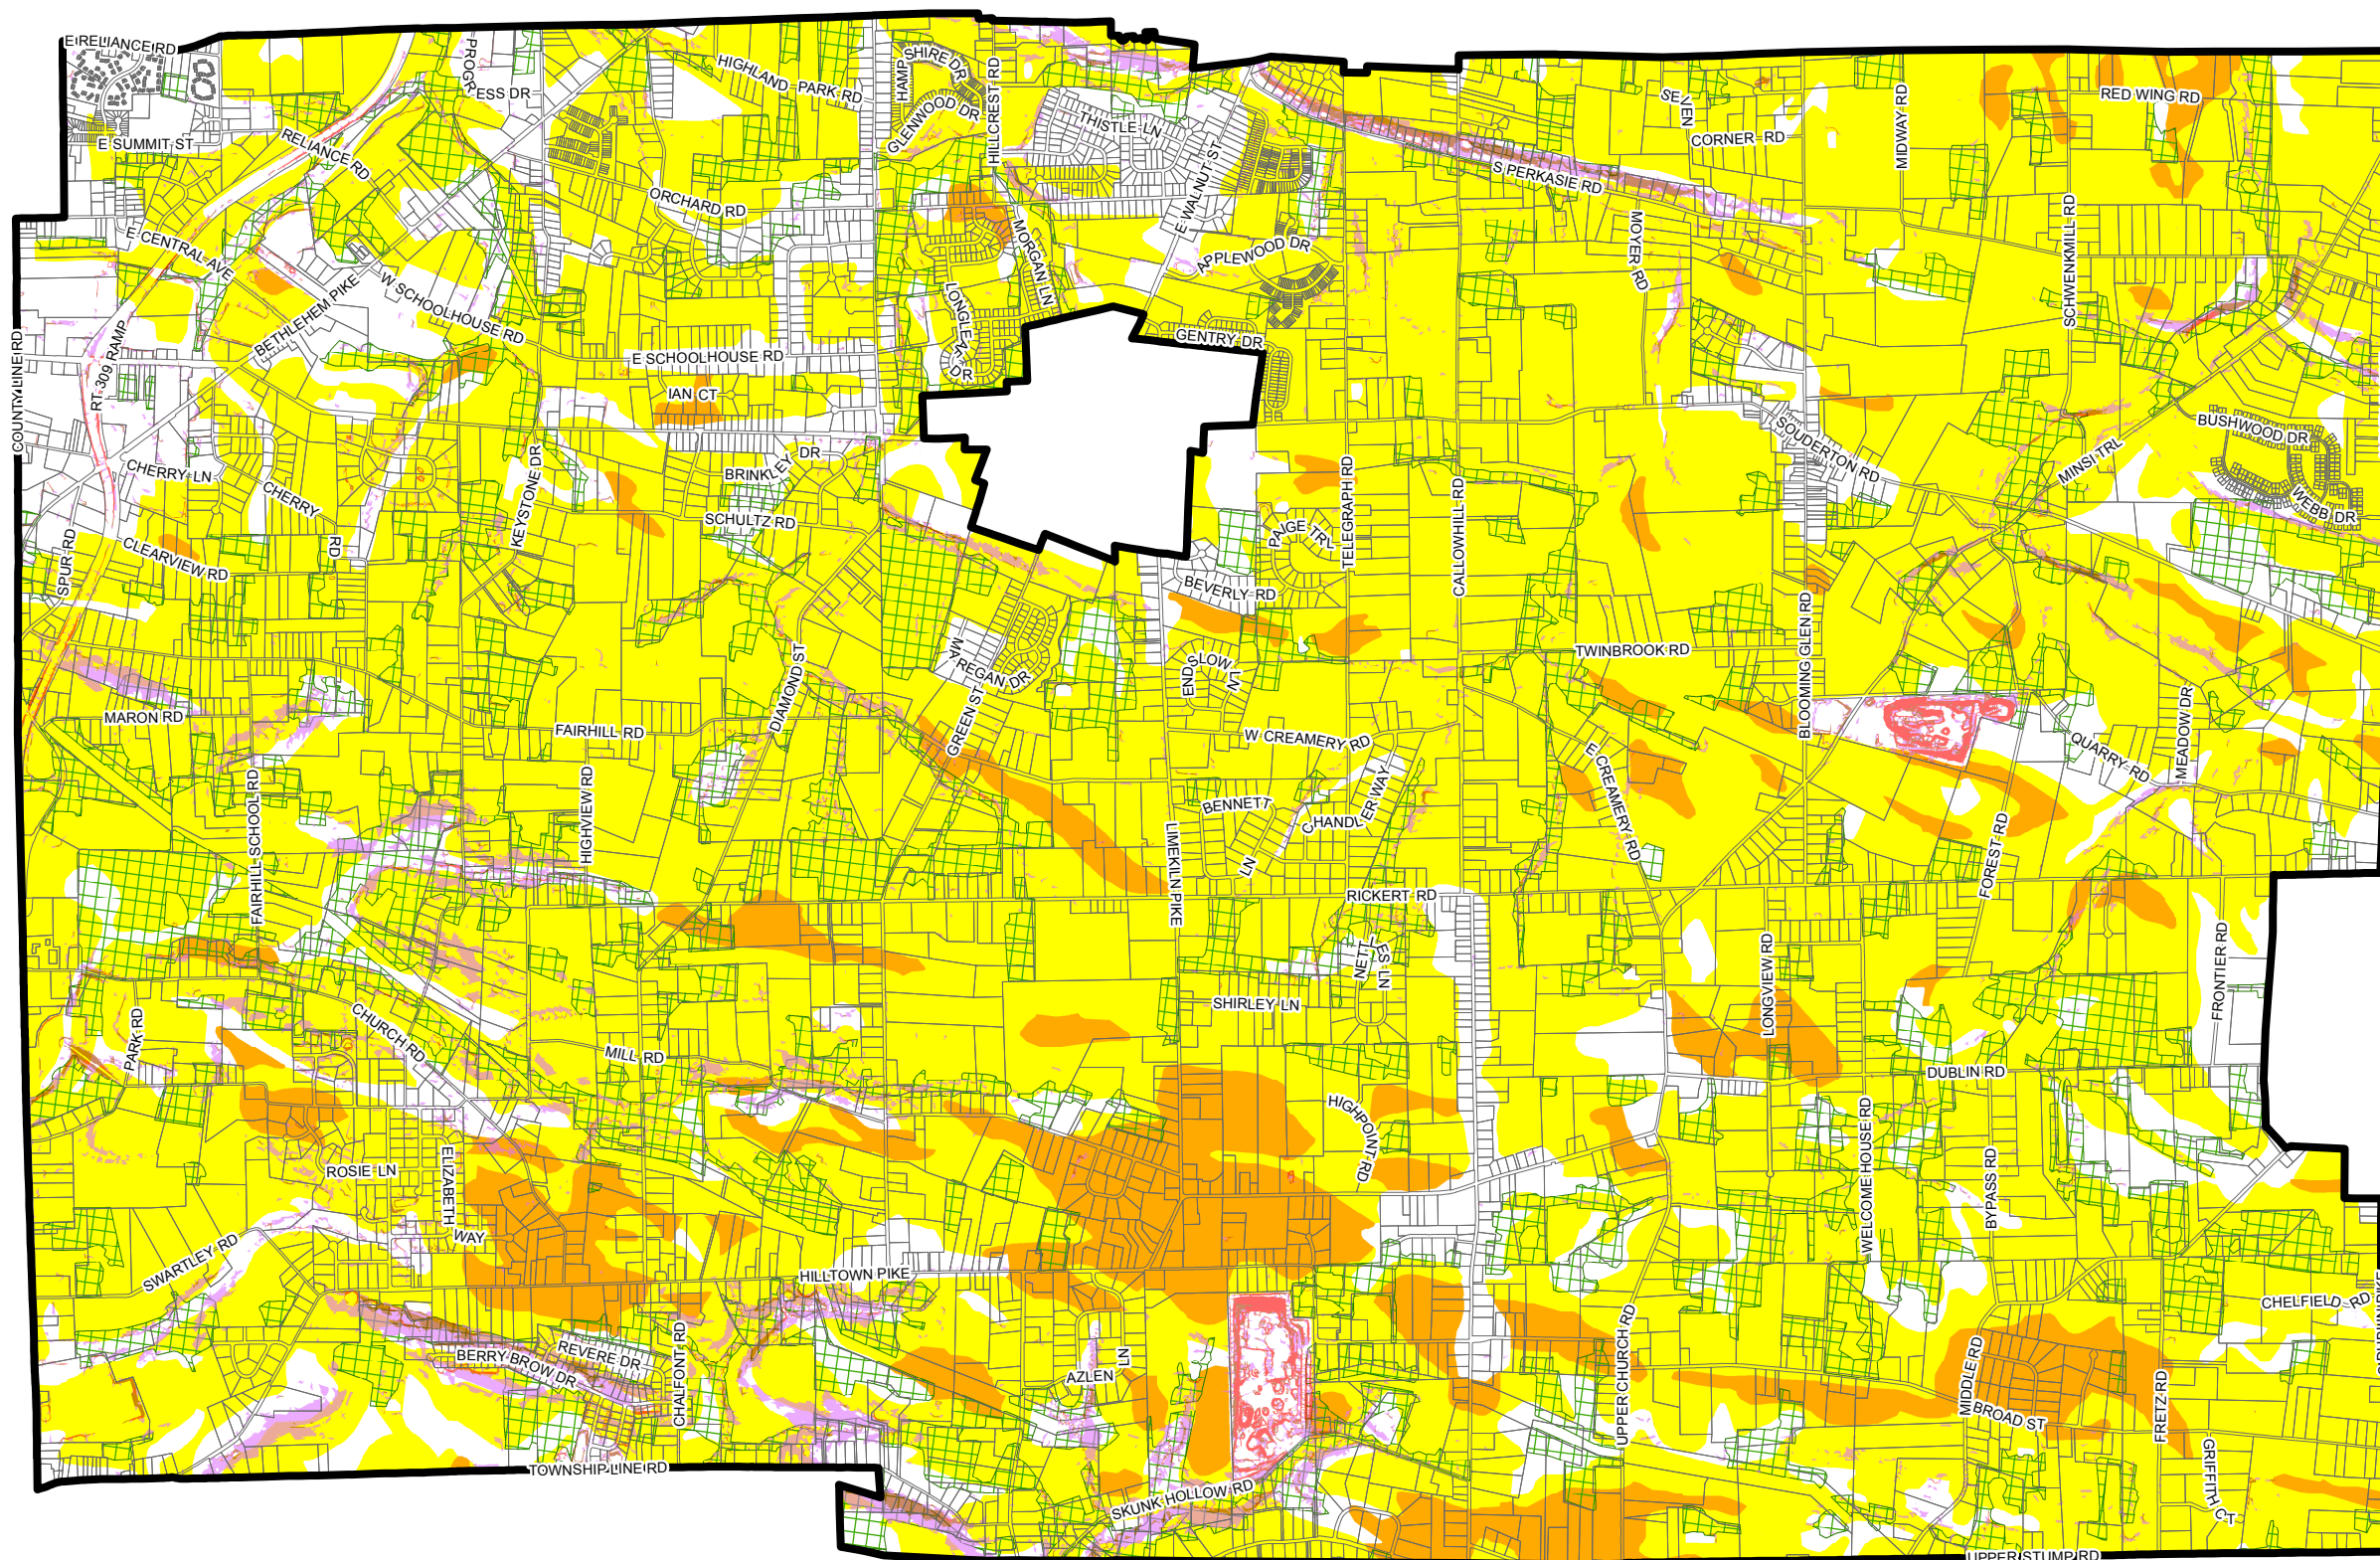 E RELIANCE RD
PROGRESS DR
HIGHLAND PARK RD
HAMPSHIRE DR
GLENWOOD DR
HILLCREST RD
THISTLE LN
E WALNUT ST
S PERKASIE RD
SEVEN CORNER RD
MIDWAY RD
RED WING RD
E SUMMIT ST
RELIANCE RD
ORCHARD RD
MORGAN LN
APPLEWOOD DR
MOYER RD
SCHWENKMILL RD
E CENTRAL AVE
BETHLEHEM PIKE
W SCHOOLHOUSE RD
LONGLEAF DR
GENTRY DR
COUNTY LINE RD
RT. 309 RAMP
E SCHOOLHOUSE RD
IAN CT
SOUDERTON RD
MINSI TRL
BUSHWOOD DR
CHERRY LN
CHERRY RD
KEYSTONE DR
BRINKLEY DR
SCHULTZ RD
PAIGE TRL
TELEGRAPH RD
CALLOWHILL RD
WEBB DR
SPUR RD
CLEARVIEW RD
BEVERLY RD
BLOOMING GLEN RD
MA REGAN DR
DIAMOND ST
GREEN ST
ENDSLOW LN
TWINBROOK RD
MARON RD
FAIRHILL RD
W CREAMERY RD
E CREAMERY RD
QUARRY RD
MEADOW DR
FAIRHILL SCHOOL RD
HIGHVIEW RD
LIMEKILN PIKE
BENNETT LN
CHANDLER WAY
FOREST RD
RICKERT RD
NETTLES LN
LONGVIEW RD
FRONTIER RD
PARK RD
CHURCH RD
MILL RD
SHIRLEY LN
HIGHPOINT RD
DUBLIN RD
ROSIE LN
ELIZABETH WAY
WELCOME HOUSE RD
BYPASS RD
SWARTLEY RD
HILLTOWN PIKE
CHELFIELD RD
REVERE DR
BERRY BROW DR
CHALFONT RD
AZLEN LN
UPPER CHURCH RD
MIDDLE RD
BROAD ST
FRETZ RD
GRIFFITH CT
TOWNSHIP LINE RD
SKUNK HOLLOW RD
UPPER STUMP RD